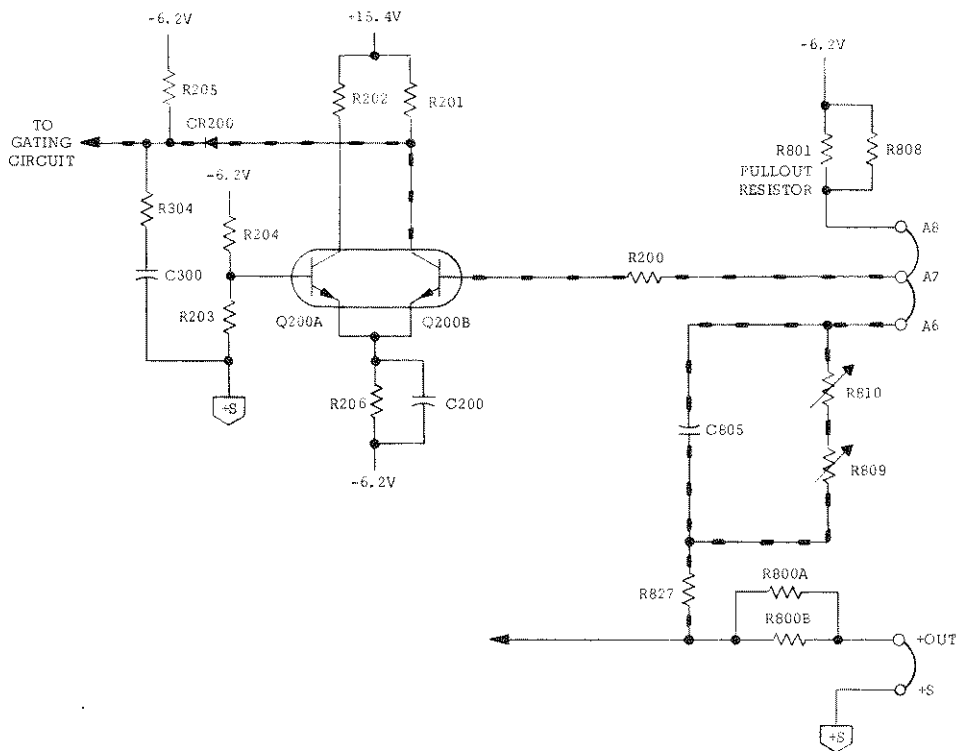 -6.2V
+15.4V
-6.2V
R205
R202
R201
CR200
TO
GATING
CIRCUIT
R801
PULLOUT
RESISTOR
R808
-6.2V
R304
R204
A8
R200
A7
C300
R203
Q200A
Q200B
A6
+S
R206
C200
C805
R810
R809
-6.2V
R827
R800A
R800B
+OUT
+S
+S